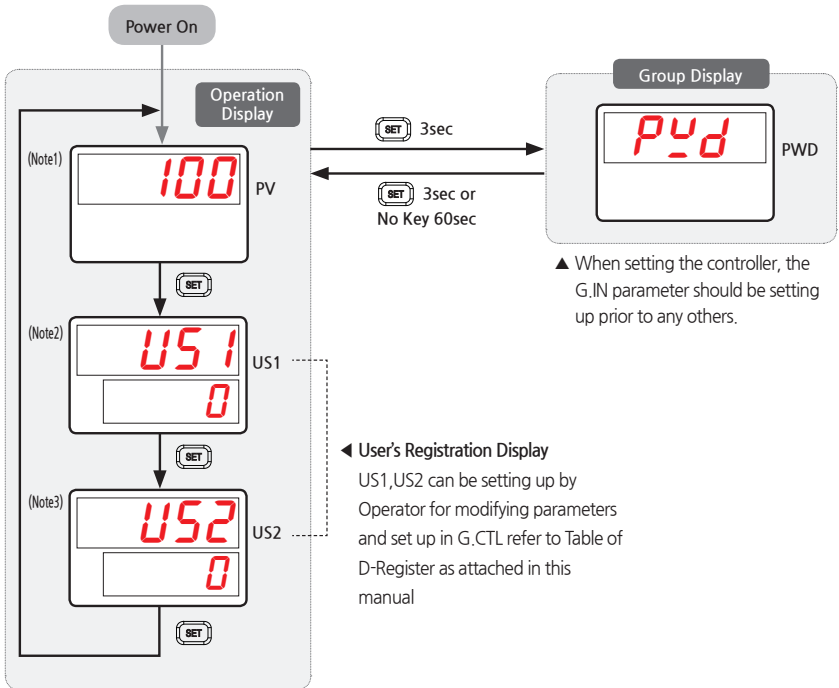 Power On
Operation
Display
(Note1)
100
PV
SET
(Note2)
US1
US1
0
SET
(Note3)
US2
US2
0
SET
SET 3sec
SET 3sec or
No Key 60sec
Group Display
PWD
PWD
▲ When setting the controller, the
G.IN parameter should be setting
up prior to any others.
◀ User's Registration Display
US1,US2 can be setting up by
Operator for modifying parameters
and set up in G.CTL refer to Table of
D-Register as attached in this
manual